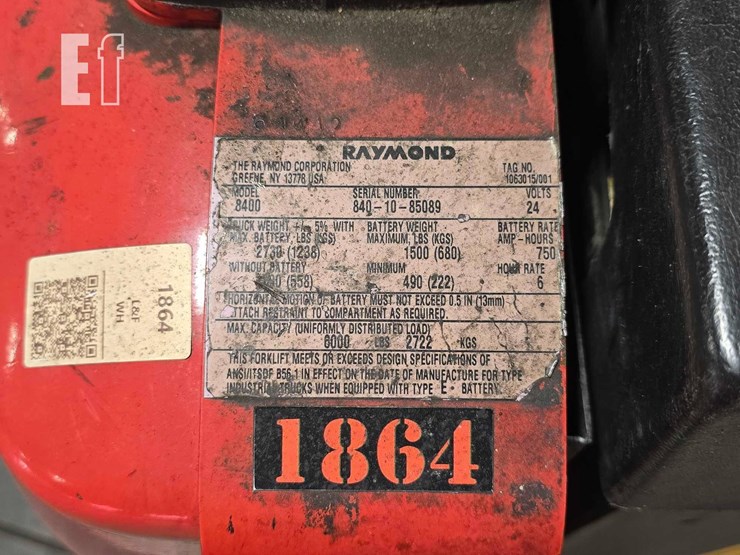 Ef
RAYMOND
THE RAYMOND CORPORATION
GREENE, NY 13778 USA
TAG NO.
1063015/001
MODEL SERIAL NUMBER VOLTS
8400 840-10-85089 24
TRUCK WEIGHT +/- 5% WITH BATTERY WEIGHT BATTERY RATE
MAX. BATTERY, LBS (KGS) MAXIMUM, LBS (KGS) AMP-HOURS
2730 (1238) 1500 (680) 750
WITHOUT BATTERY MINIMUM HOUR RATE
(558) 490 (222) 6
HORIZONTAL MOTION OF BATTERY MUST NOT EXCEED 0.5 IN (13mm)
ATTACH RESTRAINT TO COMPARTMENT AS REQUIRED.
MAX. CAPACITY (UNIFORMLY DISTRIBUTED LOAD)
LBS 2722 KGS
THIS FORKLIFT MEETS OR EXCEEDS DESIGN SPECIFICATIONS OF
ANSI/ITSDF B56.1 IN EFFECT ON THE DATE OF MANUFACTURE FOR TYPE
INDUSTRIAL TRUCKS WHEN EQUIPPED WITH TYPE E BATTERY.
1864
L&F
WH
1864